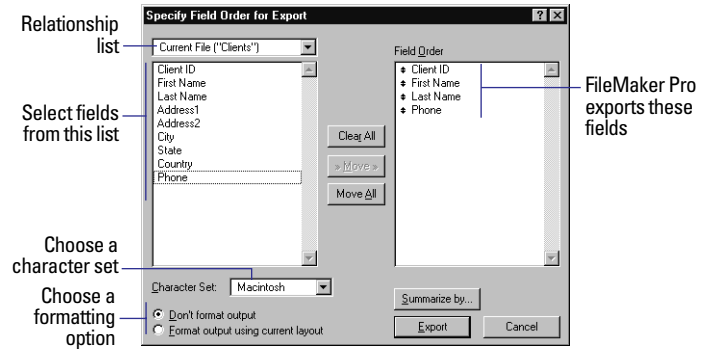 Specify Field Order for Export
Relationship
list
Current File ("Clients")
Select fields
from this list
Client ID
First Name
Last Name
Address1
Address2
City
State
Country
Phone
Clear All
» Move »
Move All
Field Order
Client ID
First Name
Last Name
Phone
FileMaker Pro
exports these
fields
Choose a
character set
Character Set:
Macintosh
Choose a
formatting
option
Don't format output
Format output using current layout
Summarize by...
Export
Cancel